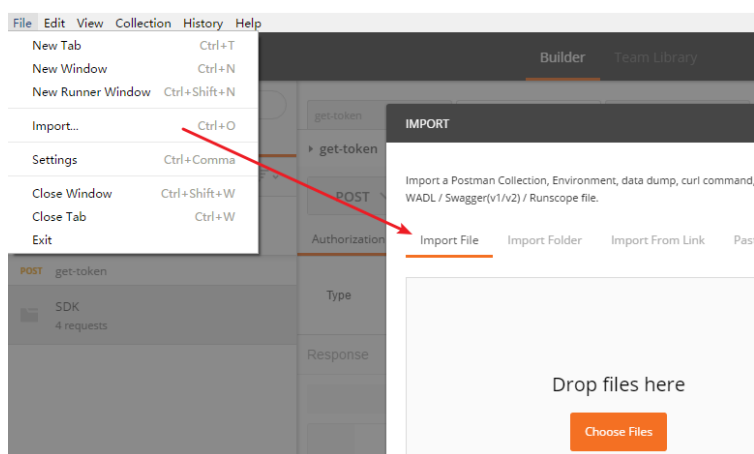 File Edit View Collection History Help
New Tab Ctrl+T
New Window Ctrl+N
New Runner Window Ctrl+Shift+N
Import... Ctrl+O
Settings Ctrl+Comma
Close Window Ctrl+Shift+W
Close Tab Ctrl+W
Exit
POST get-token
SDK
4 requests
Builder Team Library
get-token
get-token
POST
Authorization
Type
Response
IMPORT
Import a Postman Collection, Environment, data dump, curl command,
WADL / Swagger(v1/v2) / Runscope file.
Import File Import Folder Import From Link Pas
Drop files here
Choose Files